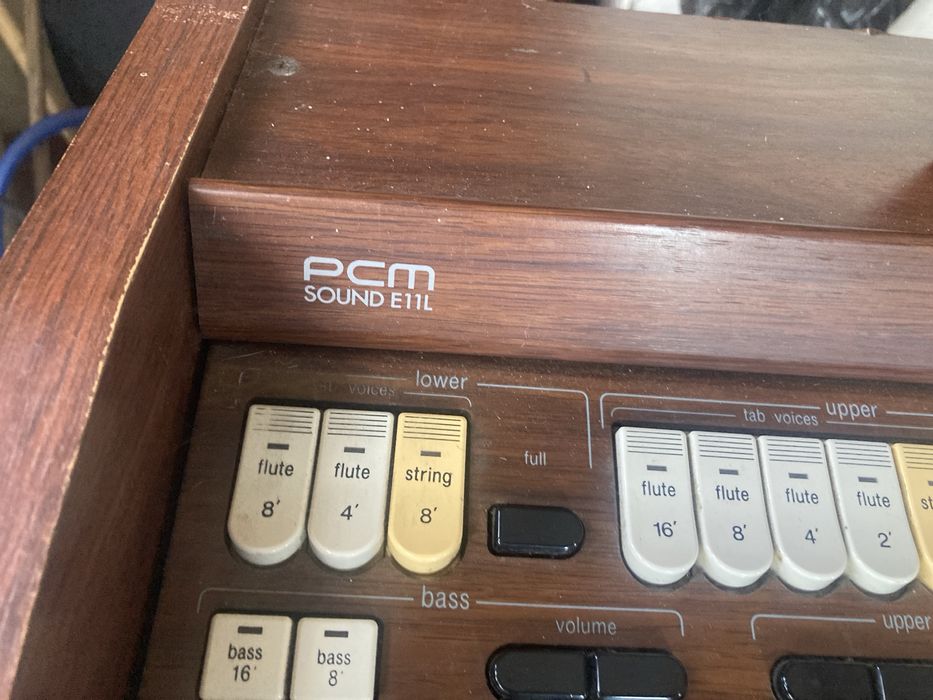 PCM
SOUND E11L
lower
voices
flute
8'
flute
4'
string
8'
full
upper
tab voices
flute
16'
flute
8'
flute
4'
flute
2'
bass
bass
16'
bass
8'
volume
upper